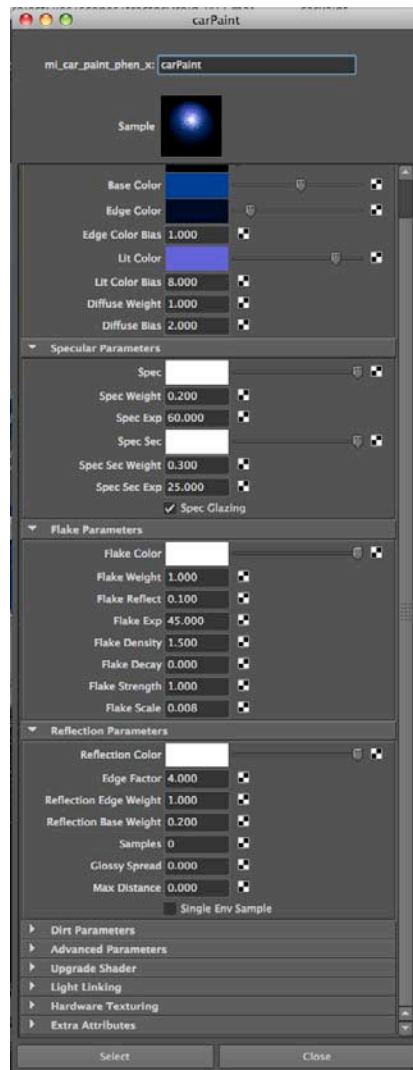 carPaint
mi_car_paint_phen_x: carPaint
Sample
Base Color
Edge Color
Edge Color Bias 1.000
Lit Color
Lit Color Bias 8.000
Diffuse Weight 1.000
Diffuse Bias 2.000
Specular Parameters
Spec
Spec Weight 0.200
Spec Exp 60.000
Spec Sec
Spec Sec Weight 0.300
Spec Sec Exp 25.000
Spec Glazing
Flake Parameters
Flake Color
Flake Weight 1.000
Flake Reflect 0.100
Flake Exp 45.000
Flake Density 1.500
Flake Decay 0.000
Flake Strength 1.000
Flake Scale 0.008
Reflection Parameters
Reflection Color
Edge Factor 4.000
Reflection Edge Weight 1.000
Reflection Base Weight 0.200
Samples 0
Glossy Spread 0.000
Max Distance 0.000
Single Env Sample
Dirt Parameters
Advanced Parameters
Upgrade Shader
Light Linking
Hardware Texturing
Extra Attributes
Select Close